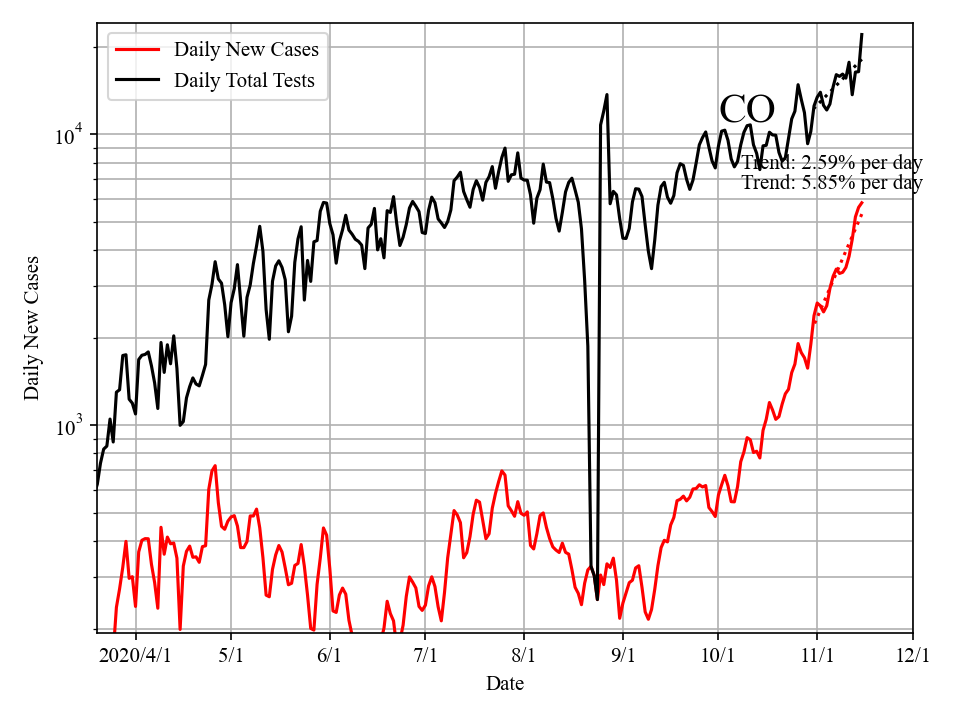 Daily New Cases
Daily Total Tests
CO
Trend: 2.59% per day
Trend: 5.85% per day
10^4
10^3
Daily New Cases
2020/4/1 5/1 6/1 7/1 8/1 9/1 10/1 11/1 12/1
Date